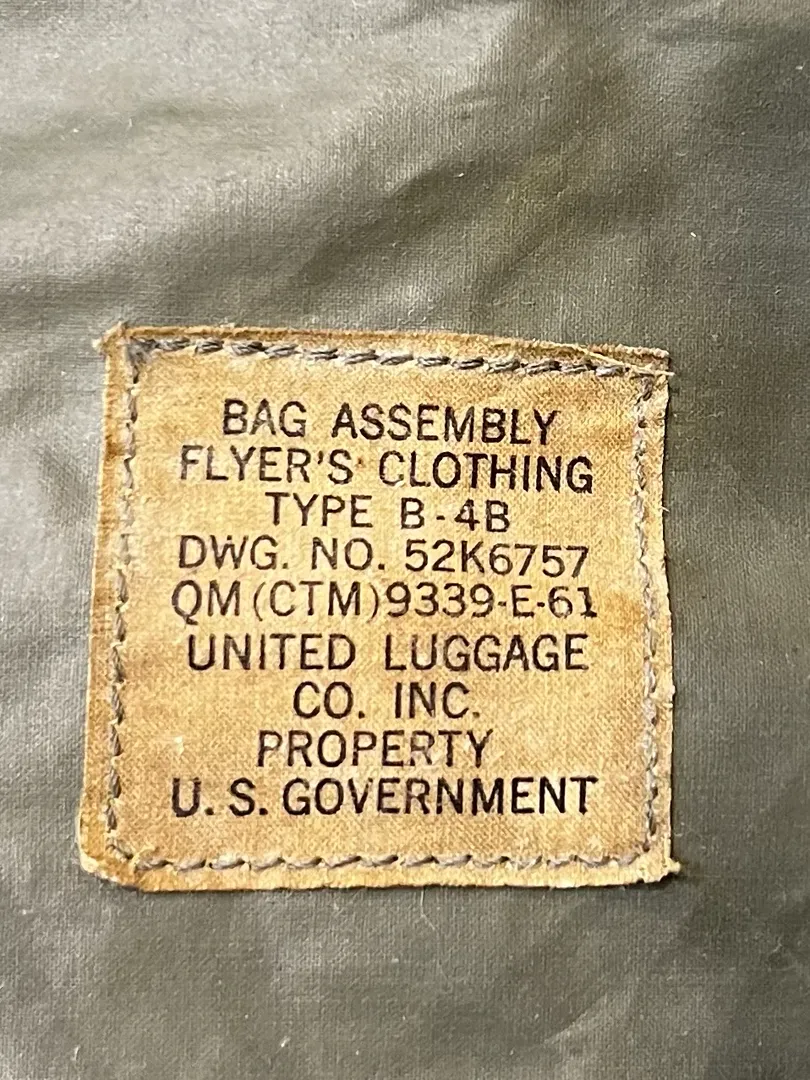 BAG ASSEMBLY
FLYER'S CLOTHING
TYPE B-4B
DWG. NO. 52K6757
QM(CTM)9339-E-61
UNITED LUGGAGE
CO. INC.
PROPERTY
U. S. GOVERNMENT